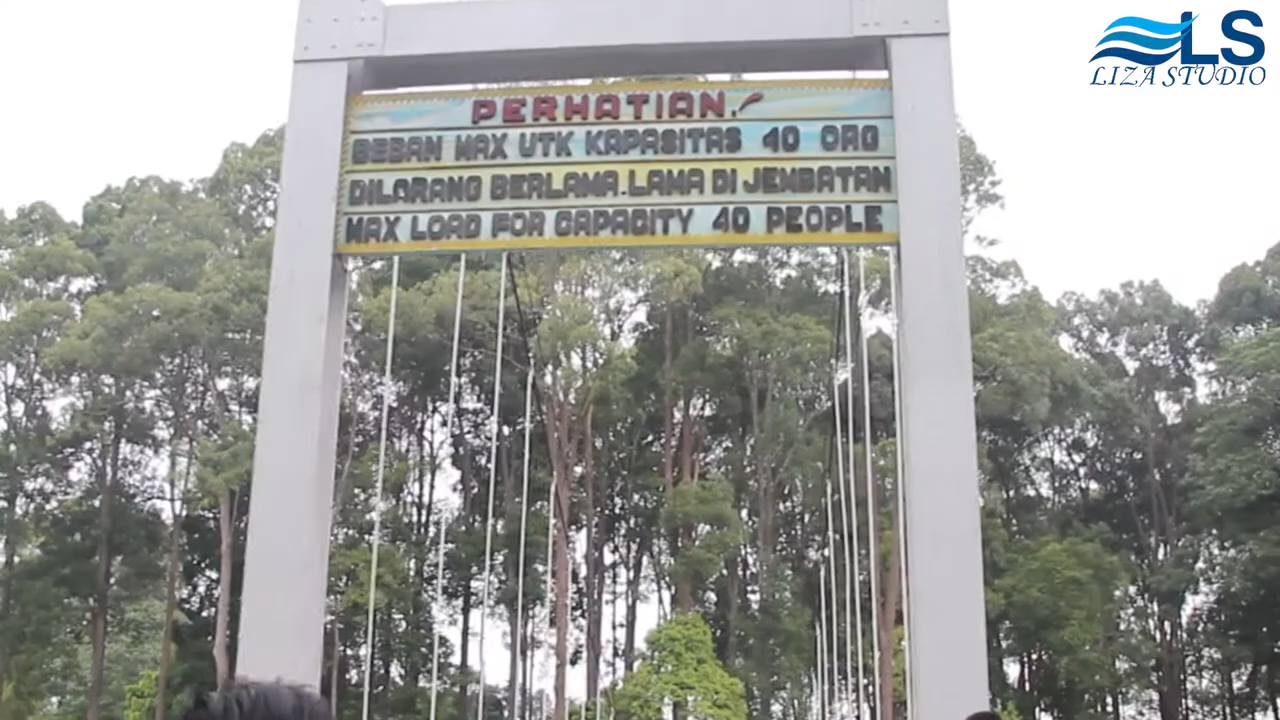 LS
LIZA STUDIO
PERHATIAN!
BEBAN MAX UTK KAPASITAS 40 ORG
DILARANG BERLAMA-LAMA DI JEMBATAN
MAX LOAD FOR CAPACITY 40 PEOPLE